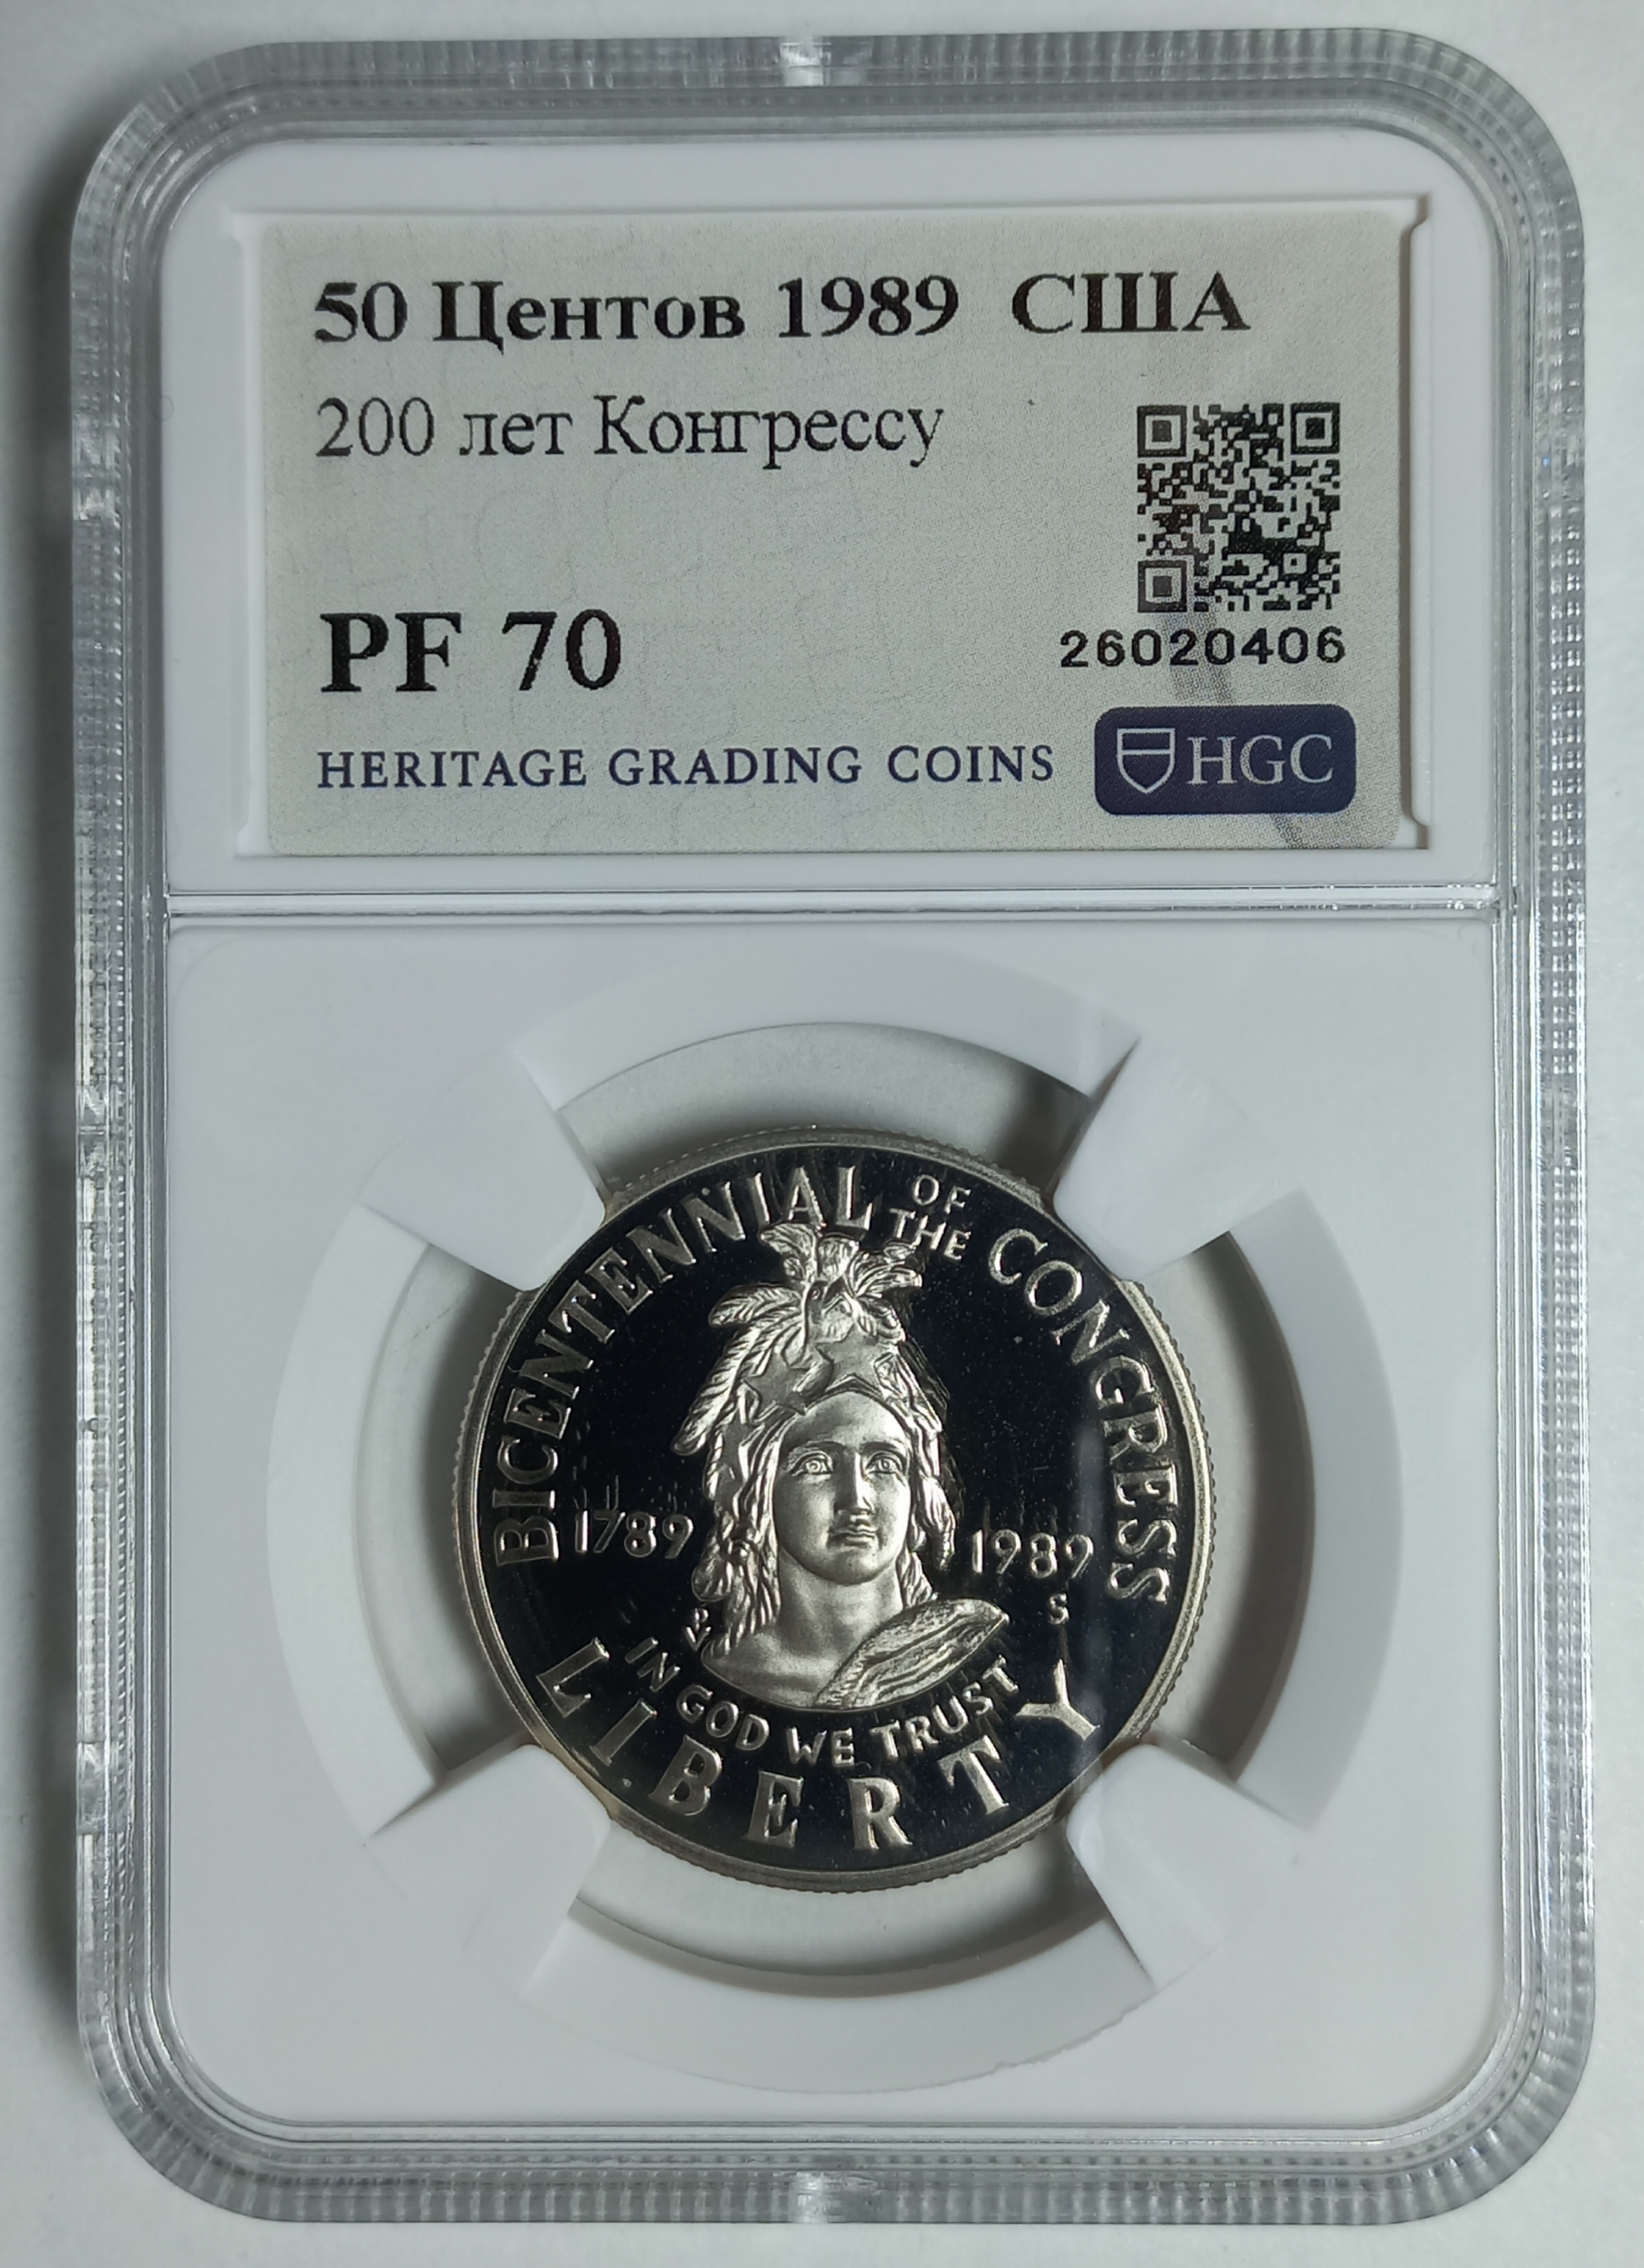 50 Центов 1989 США
200 лет Конгрессу
26020406
PF 70
HERITAGE GRADING COINS HGC
BICENTENNIAL OF THE CONGRESS
1789 1989
S
IN GOD WE TRUST
LIBERTY